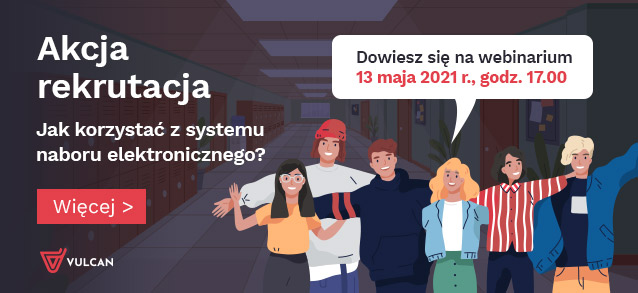 Akcja
rekrutacja
Jak korzystać z systemu
naboru elektronicznego?
Więcej >
VULCAN
Dowiesz się na webinarium
13 maja 2021 r., godz. 17.00